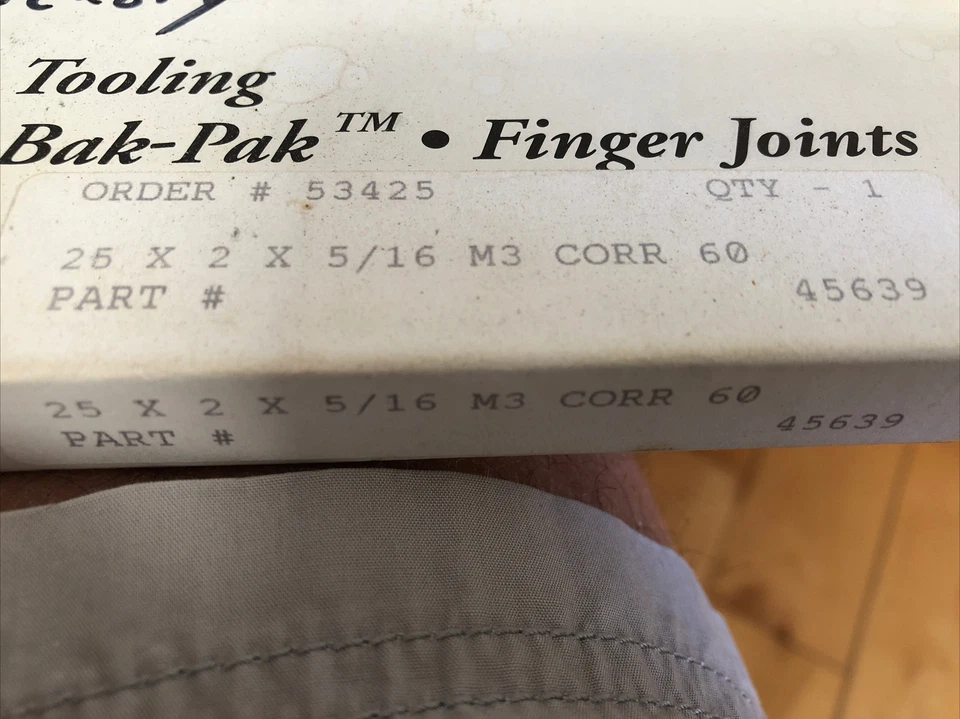 Tooling
Bak-Pak™ • Finger Joints
ORDER # 53425 QTY - 1
25 X 2 X 5/16 M3 CORR 60
PART # 45639
25 X 2 X 5/16 M3 CORR 60
PART # 45639